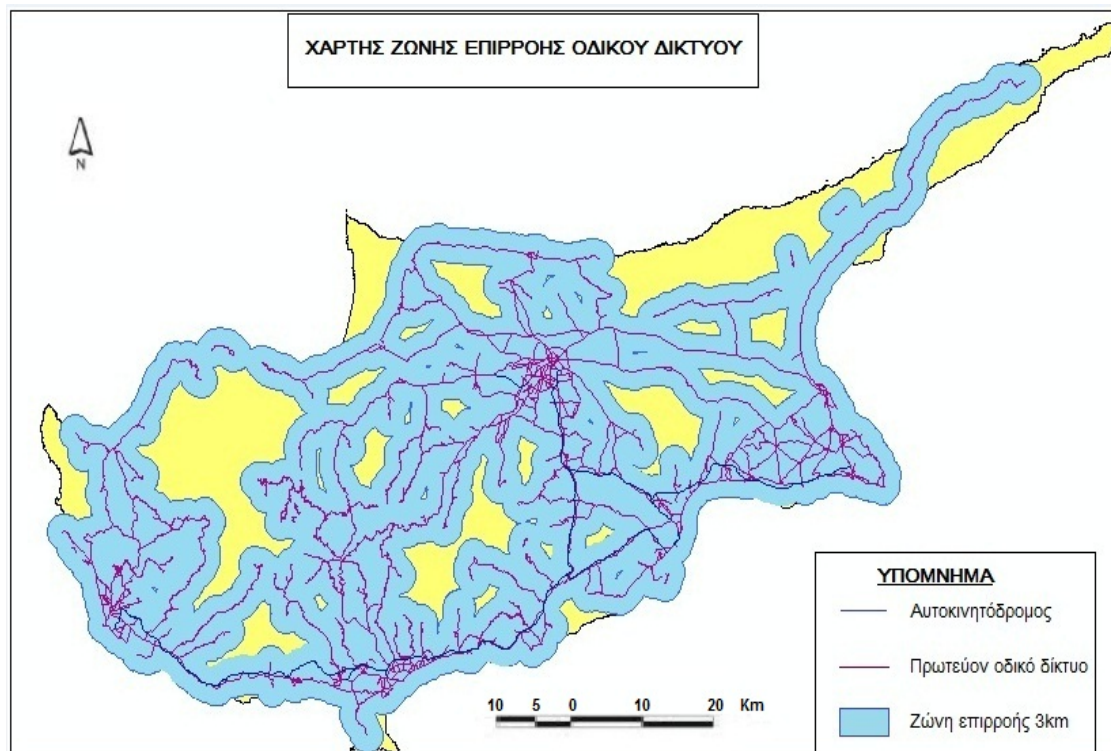 ΧΑΡΤΗΣ ΖΩΝΗΣ ΕΠΙΡΡΟΗΣ ΟΔΙΚΟΥ ΔΙΚΤΥΟΥ
N
ΥΠΟΜΝΗΜΑ
Αυτοκινητόδρομος
Πρωτεύον οδικό δίκτυο
Ζώνη επιρροής 3km
10 5 0 10 20 Km